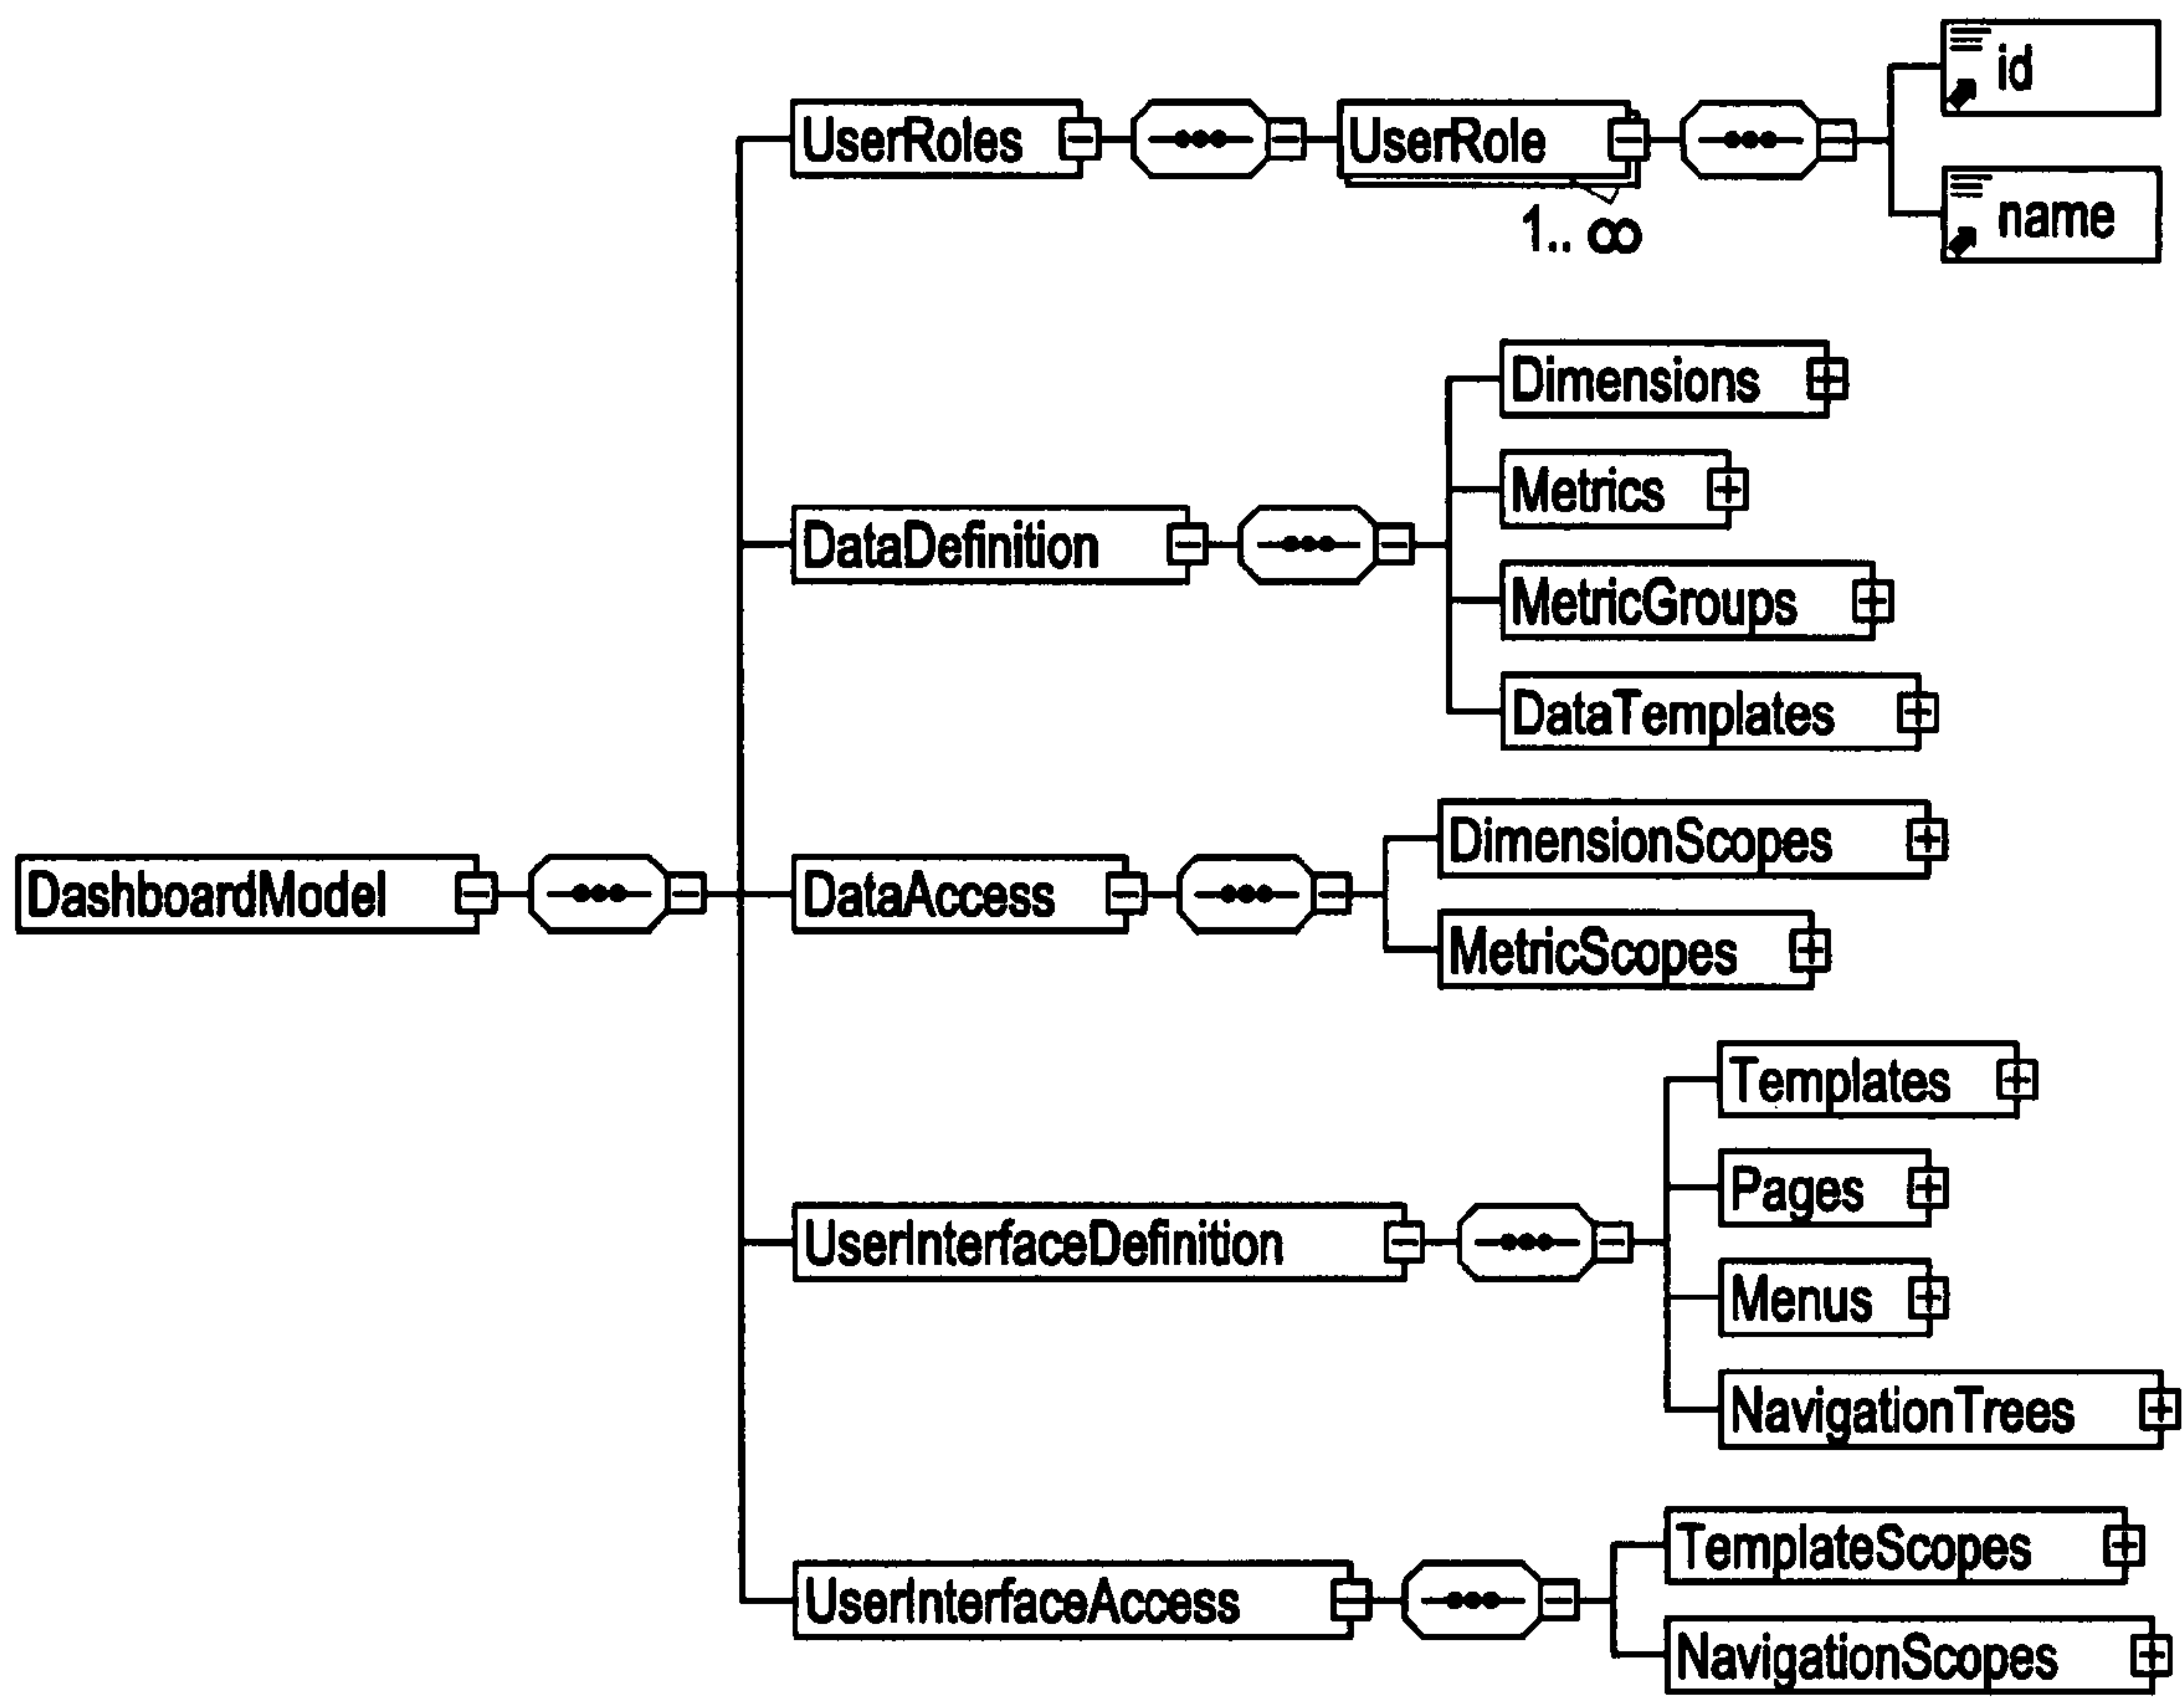 id
UserRoles
UserRole
name
1.. ∞
Dimensions
Metrics
DataDefinition
MetricGroups
DataTemplates
DimensionScopes
DashboardModel
DataAccess
MetricScopes
Templates
Pages
UserInterfaceDefinition
Menus
NavigationTrees
TemplateScopes
UserInterfaceAccess
NavigationScopes